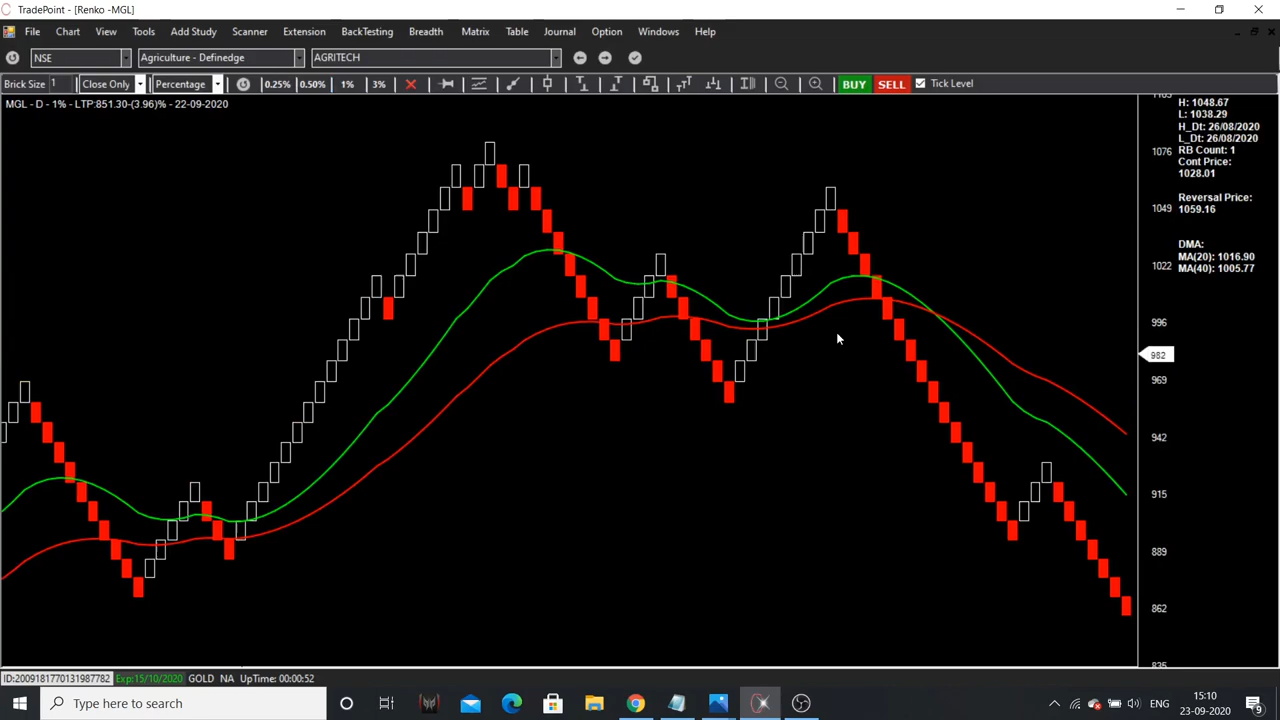 TradePoint - [Renko -MGL]
File Chart View Tools Add Study Scanner Extension BackTesting Breadth Matrix Table Journal Option Windows Help
NSE Agriculture - Definedge AGRITECH
Brick Size 1 Close Only Percentage 0.25% 0.50% 1% 3% BUY SELL Tick Level
MGL - D - 1% - LTP:851.30-(3.96)% - 22-09-2020
1103
1076
1049
1022
996
982
969
942
915
889
862
835
H: 1048.67
L: 1038.29
H_Dt: 26/08/2020
L_Dt: 26/08/2020
RB Count: 1
Cont Price:
1028.01
Reversal Price:
1059.16
DMA:
MA(20): 1016.90
MA(40): 1005.77
ID:2009181770131987782 Exp:15/10/2020 GOLD NA UpTime: 00:00:52
Type here to search
ENG
15:10
23-09-2020
9